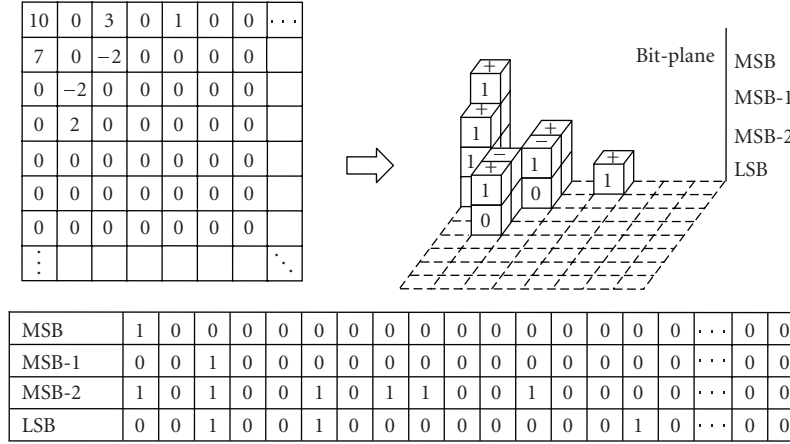 10 0 3 0 1 0 0 ···
7 0 −2 0 0 0 0
0 −2 0 0 0 0 0
0 2 0 0 0 0 0
0 0 0 0 0 0 0
0 0 0 0 0 0 0
0 0 0 0 0 0 0
⋮ ⋱
Bit-plane
MSB
MSB-1
MSB-2
LSB
+
1
+
1
1
−
+
1
0
+
−
1
0
+
1
MSB 1 0 0 0 0 0 0 0 0 0 0 0 0 0 0 0 ··· 0 0
MSB-1 0 0 1 0 0 0 0 0 0 0 0 0 0 0 0 0 ··· 0 0
MSB-2 1 0 1 0 0 1 0 1 1 0 0 1 0 0 0 0 ··· 0 0
LSB 0 0 1 0 0 1 0 0 0 0 0 0 0 0 1 0 ··· 0 0